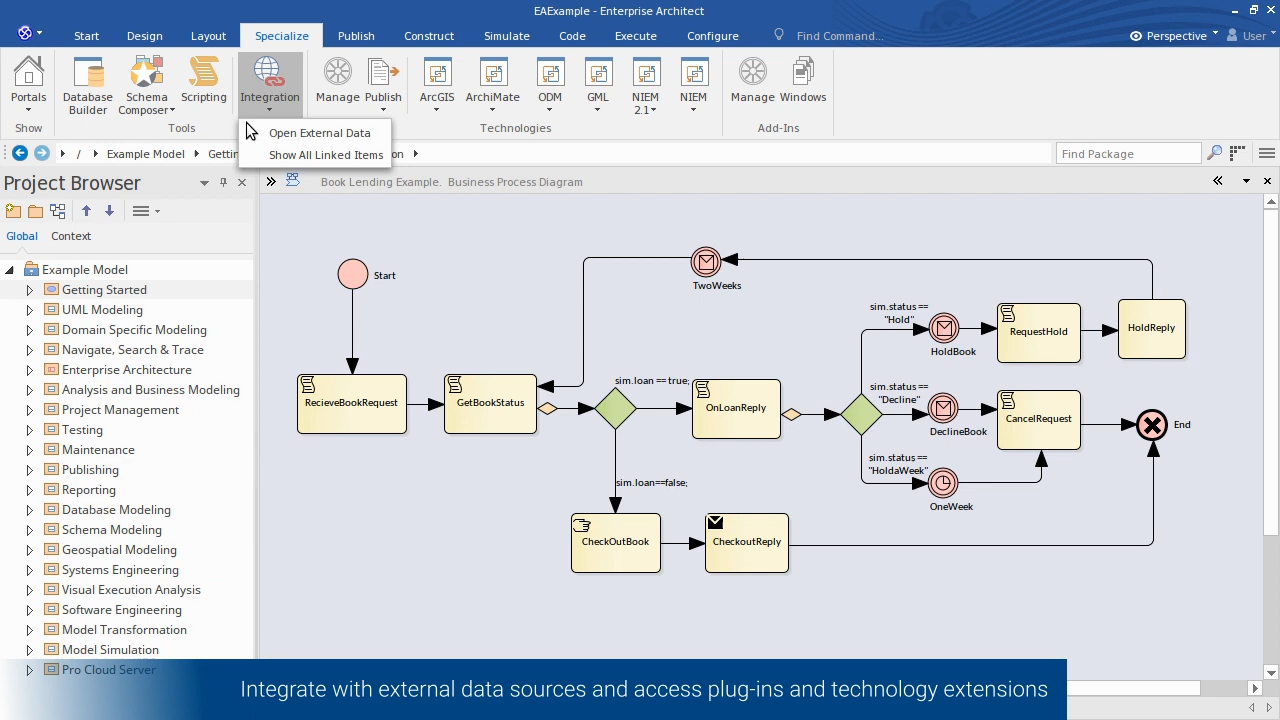 EAExample - Enterprise Architect
Start Design Layout Specialize Publish Construct Simulate Code Execute Configure Find Command... Perspective User
Portals Database Builder Schema Composer Scripting Integration Manage Publish ArcGIS ArchiMate ODM GML NIEM 2.1 NIEM Manage Windows
Show Tools Technologies Add-Ins
Open External Data
Show All Linked Items
/ Example Model Find Package
Project Browser
Book Lending Example. Business Process Diagram
Global Context
Example Model
Getting Started
UML Modeling
Domain Specific Modeling
Navigate, Search & Trace
Enterprise Architecture
Analysis and Business Modeling
Project Management
Testing
Maintenance
Publishing
Reporting
Database Modeling
Schema Modeling
Geospatial Modeling
Systems Engineering
Visual Execution Analysis
Software Engineering
Model Transformation
Model Simulation
Pro Cloud Server
Start
TwoWeeks
sim.status ==
"Hold"
HoldBook
RequestHold
HoldReply
RecieveBookRequest
GetBookStatus
sim.loan == true;
OnLoanReply
sim.status ==
"Decline"
DeclineBook
CancelRequest
End
sim.status ==
"HoldaWeek"
OneWeek
sim.loan==false;
CheckOutBook
CheckoutReply
Integrate with external data sources and access plug-ins and technology extensions